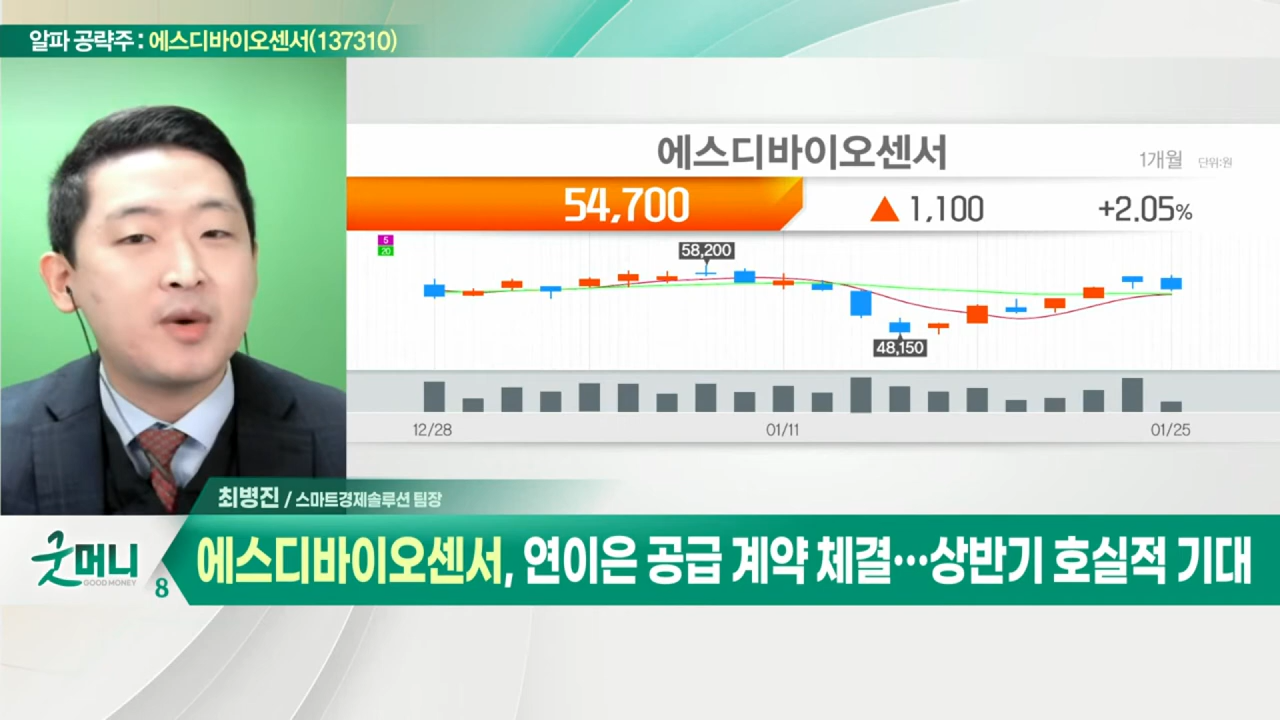 알파 공략주 : 에스디바이오센서(137310)
에스디바이오센서
1개월 단위:원
54,700 ▲ 1,100 +2.05%
5
20
58,200
48,150
12/28 01/11 01/25
최병진 / 스마트경제솔루션 팀장
굿머니
GOOD MONEY
8
에스디바이오센서, 연이은 공급 계약 체결…상반기 호실적 기대